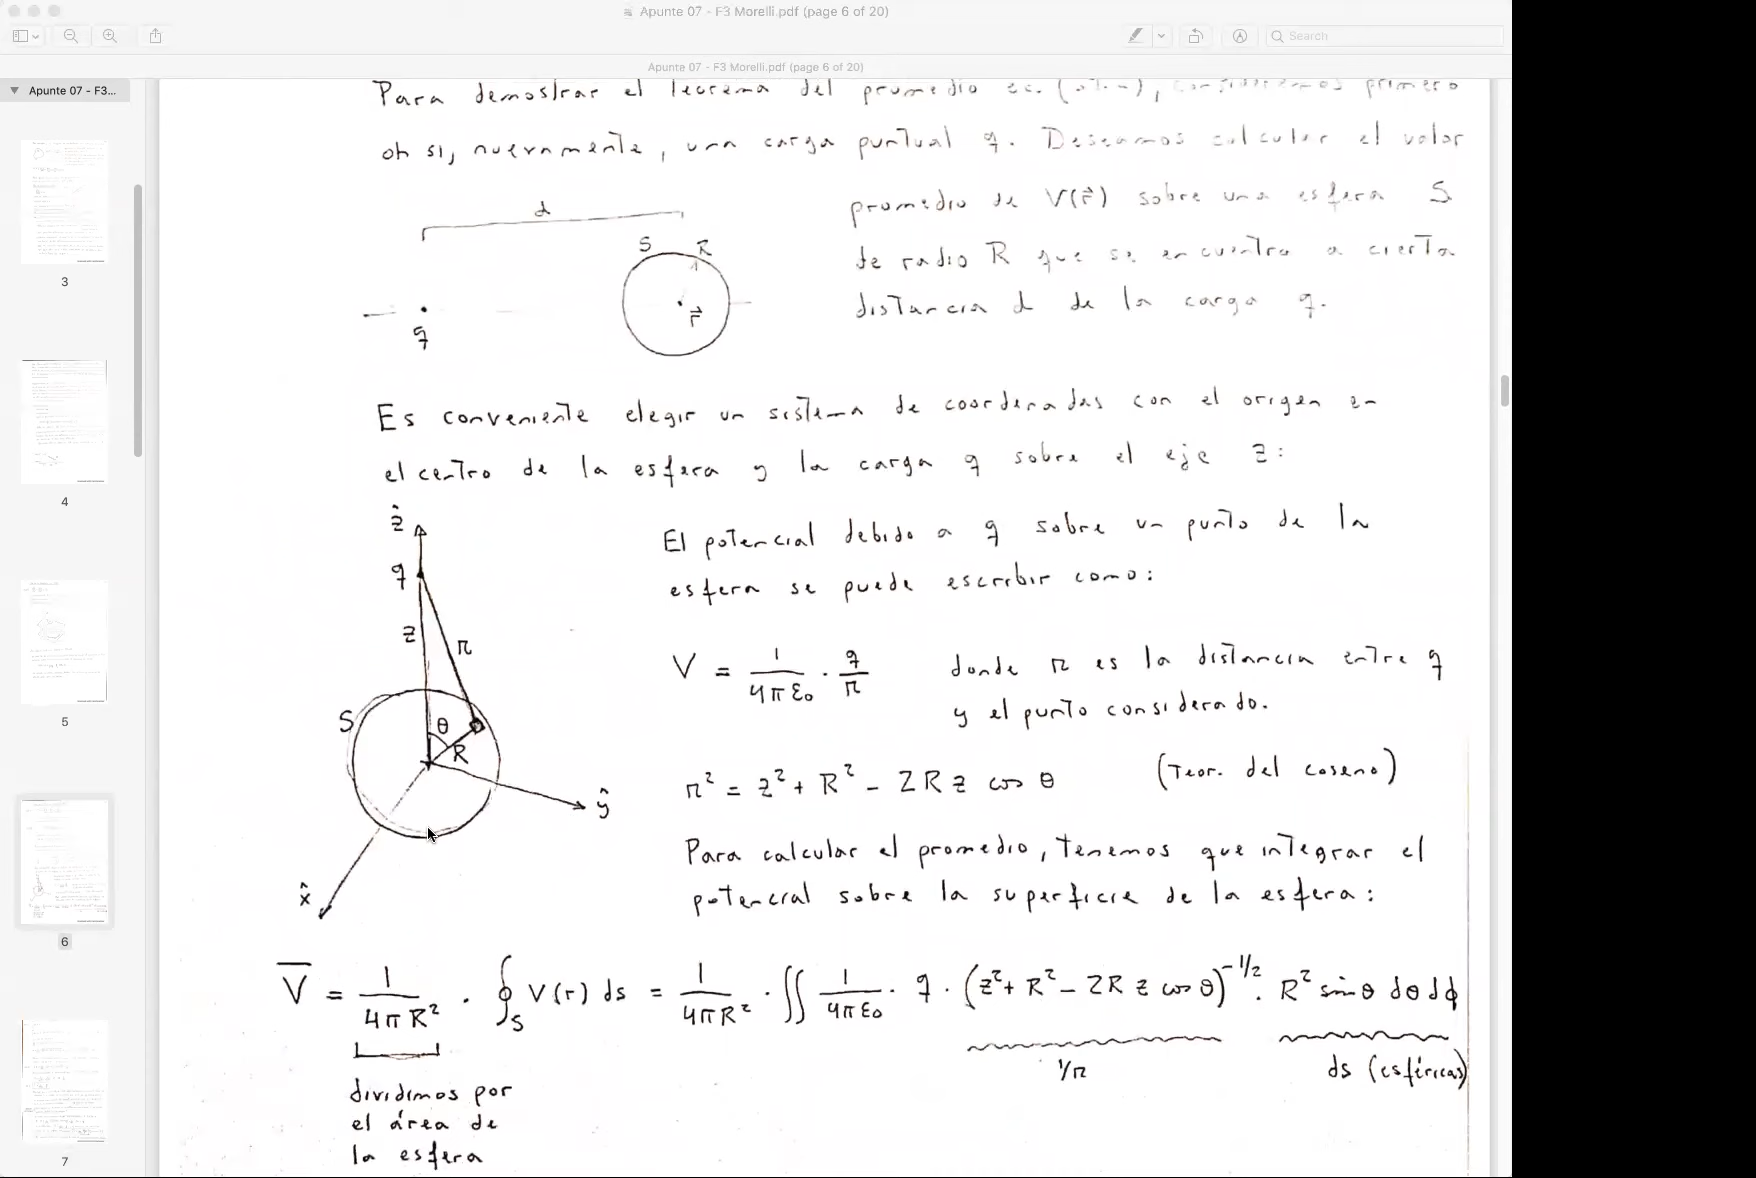 Apunte 07 - F3 Morelli.pdf (page 6 of 20)
Search
Apunte 07 - F3 Morelli.pdf (page 6 of 20)
Apunte 07 - F3...
3
4
5
6
7
Para demostrar el teorema del promedio ec. consideremos primero
oh si, nuevamente, una carga puntual q. Deseamos calcular el valor
promedio de V(r⃗) sobre una esfera S
de radio R que se encuentra a cierta
distancia d de la carga q.
d
S R
q
r⃗
Es conveniente elegir un sistema de coordenadas con el origen en
el centro de la esfera y la carga q sobre el eje z:
ẑ
q
z
r
S
θ
R
ŷ
x̂
El potencial debido a q sobre un punto de la
esfera se puede escribir como:
V = 1/(4πε₀) · q/r donde r es la distancia entre q
y el punto considerado.
r² = z² + R² - 2Rz cos θ (Teor. del coseno)
Para calcular el promedio, tenemos que integrar el
potencial sobre la superficie de la esfera:
V̄ = 1/(4πR²) · ∮_S V(r) ds = 1/(4πR²) · ∬ 1/(4πε₀) · q · (z² + R² - 2Rz cos θ)^(-1/2) · R² sin θ dθ dϕ
1/r
ds (esféricas)
dividimos por
el área de
la esfera